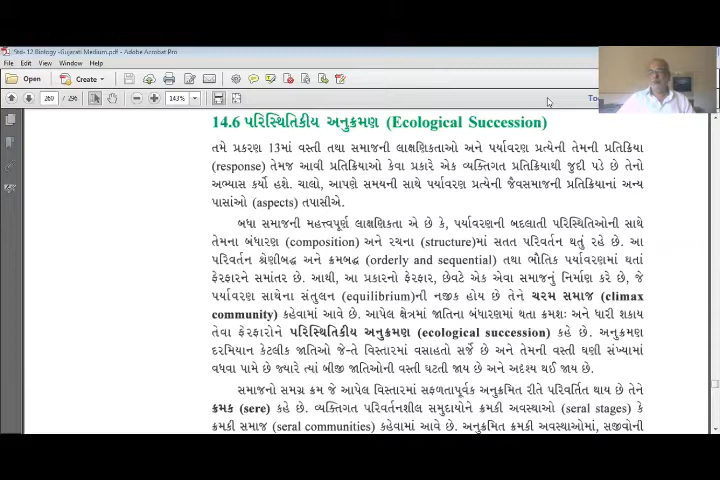 Std- 12 Biology -Gujarati Medium.pdf - Adobe Acrobat Pro
File Edit View Window Help
Open Create
260 / 296 143%
14.6 પરિસ્થિતિકીય અનુક્રમણ (Ecological Succession)
તમે પ્રકરણ 13માં વસ્તી તથા સમાજની લાક્ષણિકતાઓ અને પર્યાવરણ પ્રત્યેની તેમની પ્રતિક્રિયા
(response) તેમજ આવી પ્રતિક્રિયાઓ કેવા પ્રકારે એક વ્યક્તિગત પ્રતિક્રિયાથી જુદી પડે છે તેનો
અભ્યાસ કર્યો હશે. ચાલો, આપણે સમયની સાથે પર્યાવરણ પ્રત્યેની જૈવસમાજની પ્રતિક્રિયાનાં અન્ય
પાસાંઓ (aspects) તપાસીએ.
બધા સમાજની મહત્ત્વપૂર્ણ લાક્ષણિકતા એ છે કે, પર્યાવરણની બદલાતી પરિસ્થિતિઓની સાથે
તેમના બંધારણ (composition) અને રચના (structure)માં સતત પરિવર્તન થતું રહે છે. આ
પરિવર્તન શ્રેણીબદ્ધ અને ક્રમબદ્ધ (orderly and sequential) તથા ભૌતિક પર્યાવરણમાં થતાં
ફેરફારને સમાંતર છે. આથી, આ પ્રકારનો ફેરફાર, છેવટે એક એવા સમાજનું નિર્માણ કરે છે, જે
પર્યાવરણ સાથેના સંતુલન (equilibrium)ની નજીક હોય છે તેને ચરમ સમાજ (climax
community) કહેવામાં આવે છે. આપેલ ક્ષેત્રમાં જાતિના બંધારણમાં થતા ક્રમશઃ અને ધારી શકાય
તેવા ફેરફારોને પરિસ્થિતિકીય અનુક્રમણ (ecological succession) કહે છે. અનુક્રમણ
દરમિયાન કેટલીક જાતિઓ જે-તે વિસ્તારમાં વસાહતો સર્જે છે અને તેમની વસ્તી ઘણી સંખ્યામાં
વધવા પામે છે જ્યારે ત્યાં બીજી જાતિઓની વસ્તી ઘટતી જાય છે અને અદૃશ્ય થઈ જાય છે.
સમાજનો સમગ્ર ક્રમ જે આપેલ વિસ્તારમાં સફળતાપૂર્વક અનુક્રમિત રીતે પરિવર્તિત થાય છે તેને
ક્રમક (sere) કહે છે. વ્યક્તિગત પરિવર્તનશીલ સમુદાયોને ક્રમકી અવસ્થાઓ (seral stages) કે
ક્રમકી સમાજ (seral communities) કહેવામાં આવે છે. અનુક્રમિત ક્રમકી અવસ્થાઓમાં, સજીવોની